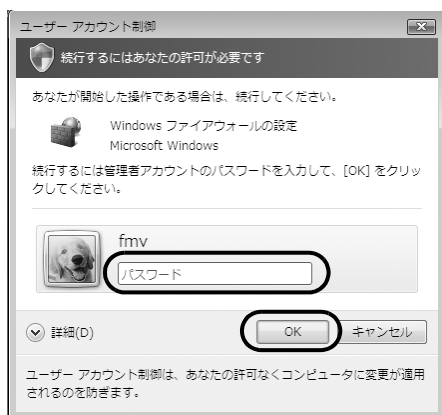 ユーザー アカウント制御
続行するにはあなたの許可が必要です
あなたが開始した操作である場合は、続行してください。
Windows ファイアウォールの設定
Microsoft Windows
続行するには管理者アカウントのパスワードを入力して、[OK] をクリッ
クしてください。
fmv
パスワード
詳細(D)
OK
キャンセル
ユーザー アカウント制御は、あなたの許可なくコンピュータに変更が適用
されるのを防ぎます。